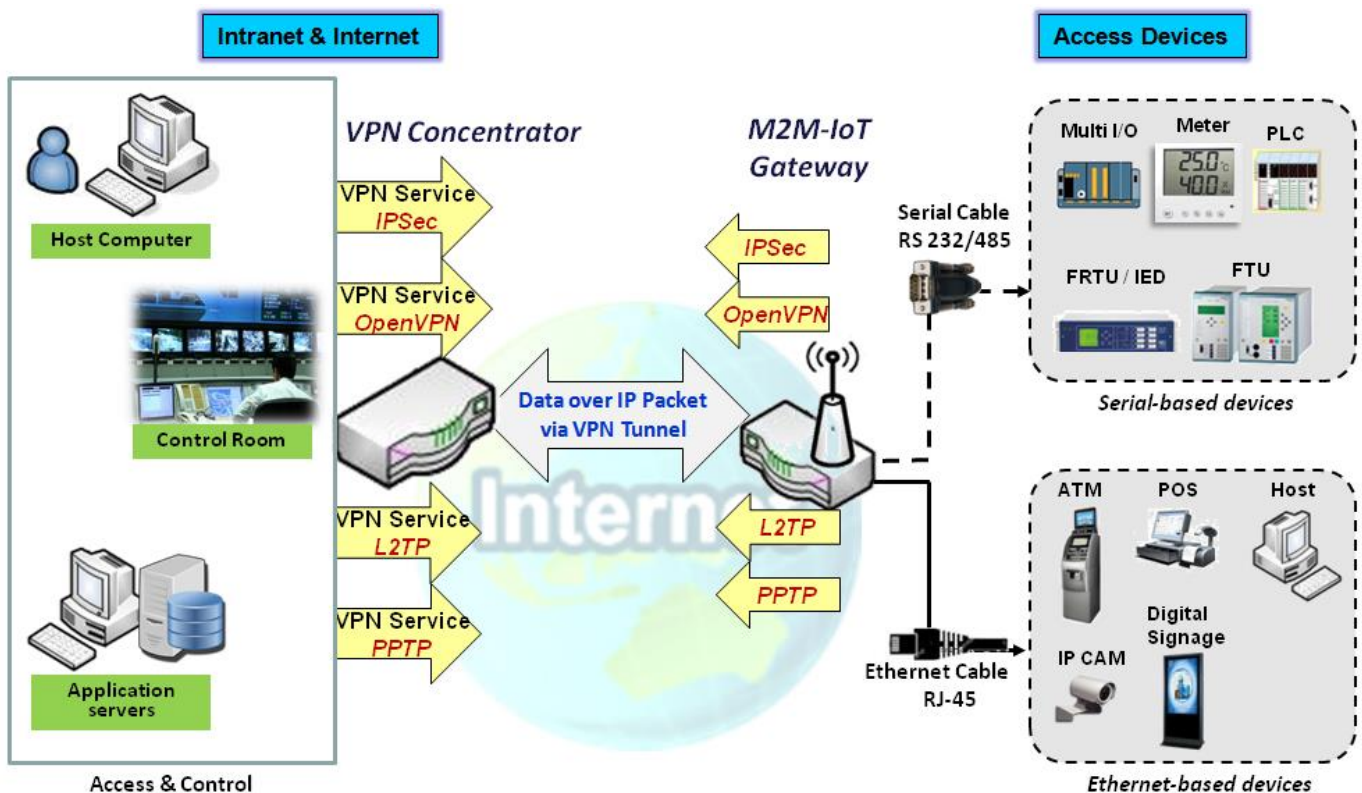 Intranet & Internet
Access Devices
VPN Concentrator
M2M-IoT
Gateway
Host Computer
Control Room
Application
servers
Access & Control
VPN Service
IPSec
VPN Service
OpenVPN
VPN Service
L2TP
VPN Service
PPTP
Data over IP Packet
via VPN Tunnel
Internet
IPSec
OpenVPN
L2TP
PPTP
Serial Cable
RS 232/485
Ethernet Cable
RJ-45
Multi I/O
Meter
PLC
25.0 °C
40.0
FRTU / IED
FTU
Serial-based devices
ATM
POS
Host
Digital
Signage
IP CAM
Ethernet-based devices